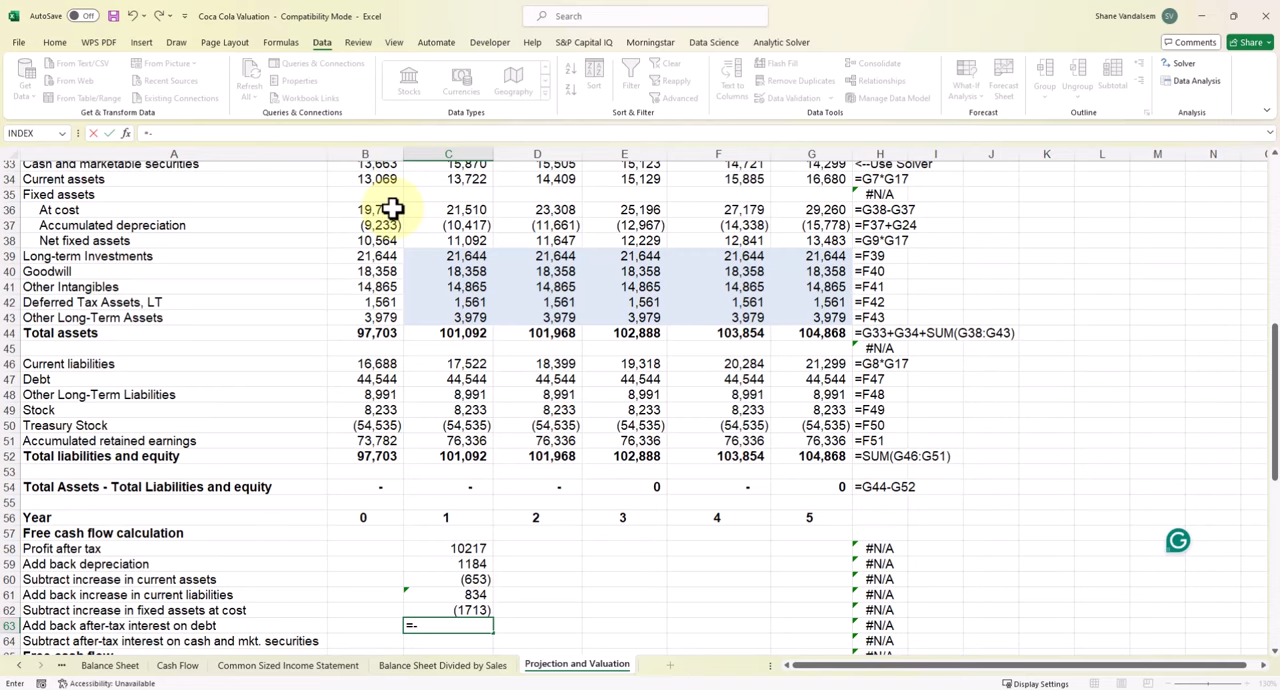 AutoSave Off Coca Cola Valuation - Compatibility Mode - Excel Search Shane Vandalsem SV
File Home WPS PDF Insert Draw Page Layout Formulas Data Review View Automate Developer Help S&P Capital IQ Morningstar Data Science Analytic Solver Comments Share
Get Data From Text/CSV From Picture Refresh All Queries & Connections Stocks Currencies Geography Sort Filter Clear Text to Columns Flash Fill Consolidate What-If Analysis Forecast Sheet Group Ungroup Subtotal Solver
From Web Recent Sources Properties Reapply Remove Duplicates Relationships Data Analysis
From Table/Range Existing Connections Workbook Links Advanced Data Validation Manage Data Model
Get & Transform Data Queries & Connections Data Types Sort & Filter Data Tools Forecast Outline Analysis
INDEX fx =-
A B C D E F G H I J K L M N
33 Cash and marketable securities 13,663 15,870 15,505 15,123 14,721 14,299 <--Use Solver
34 Current assets 13,069 13,722 14,409 15,129 15,885 16,680 =G7*G17
35 Fixed assets #N/A
36 At cost 19,7 21,510 23,308 25,196 27,179 29,260 =G38-G37
37 Accumulated depreciation (9,233) (10,417) (11,661) (12,967) (14,338) (15,778) =F37+G24
38 Net fixed assets 10,564 11,092 11,647 12,229 12,841 13,483 =G9*G17
39 Long-term Investments 21,644 21,644 21,644 21,644 21,644 21,644 =F39
40 Goodwill 18,358 18,358 18,358 18,358 18,358 18,358 =F40
41 Other Intangibles 14,865 14,865 14,865 14,865 14,865 14,865 =F41
42 Deferred Tax Assets, LT 1,561 1,561 1,561 1,561 1,561 1,561 =F42
43 Other Long-Term Assets 3,979 3,979 3,979 3,979 3,979 3,979 =F43
44 Total assets 97,703 101,092 101,968 102,888 103,854 104,868 =G33+G34+SUM(G38:G43)
45 #N/A
46 Current liabilities 16,688 17,522 18,399 19,318 20,284 21,299 =G8*G17
47 Debt 44,544 44,544 44,544 44,544 44,544 44,544 =F47
48 Other Long-Term Liabilities 8,991 8,991 8,991 8,991 8,991 8,991 =F48
49 Stock 8,233 8,233 8,233 8,233 8,233 8,233 =F49
50 Treasury Stock (54,535) (54,535) (54,535) (54,535) (54,535) (54,535) =F50
51 Accumulated retained earnings 73,782 76,336 76,336 76,336 76,336 76,336 =F51
52 Total liabilities and equity 97,703 101,092 101,968 102,888 103,854 104,868 =SUM(G46:G51)
53
54 Total Assets - Total Liabilities and equity - - - 0 - 0 =G44-G52
55
56 Year 0 1 2 3 4 5
57 Free cash flow calculation
58 Profit after tax 10217 #N/A
59 Add back depreciation 1184 #N/A
60 Subtract increase in current assets (653) #N/A
61 Add back increase in current liabilities 834 #N/A
62 Subtract increase in fixed assets at cost (1713) #N/A
63 Add back after-tax interest on debt =- #N/A
64 Subtract after-tax interest on cash and mkt. securities #N/A
Balance Sheet Cash Flow Common Sized Income Statement Balance Sheet Divided by Sales Projection and Valuation
Enter Accessibility: Unavailable Display Settings 130%